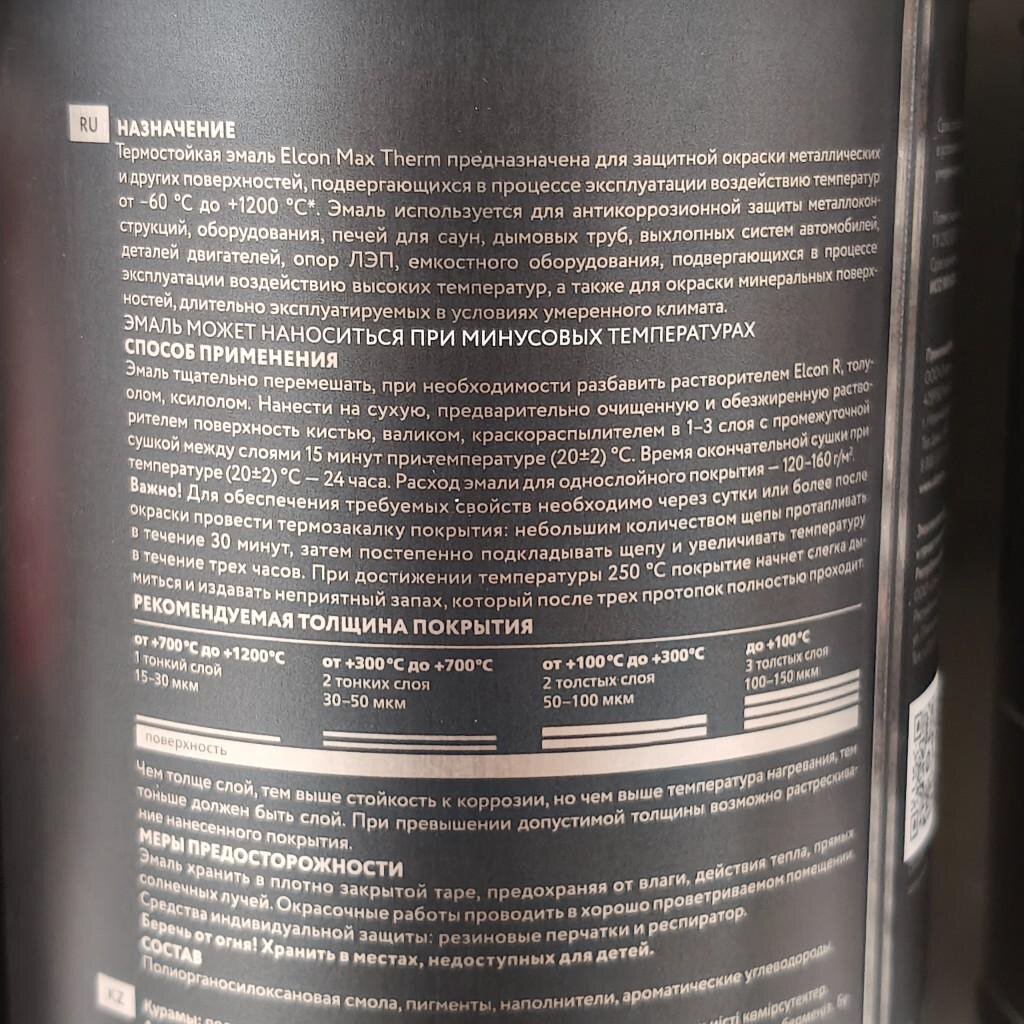 RU
НАЗНАЧЕНИЕ
Термостойкая эмаль Elcon Max Therm предназначена для защитной окраски металлических
и других поверхностей, подвергающихся в процессе эксплуатации воздействию температур
от –60 °С до +1200 °С*. Эмаль используется для антикоррозионной защиты металлокон-
струкций, оборудования, печей для саун, дымовых труб, выхлопных систем автомобилей,
деталей двигателей, опор ЛЭП, емкостного оборудования, подвергающихся в процессе
эксплуатации воздействию высоких температур, а также для окраски минеральных поверх-
ностей, длительно эксплуатируемых в условиях умеренного климата.
ЭМАЛЬ МОЖЕТ НАНОСИТЬСЯ ПРИ МИНУСОВЫХ ТЕМПЕРАТУРАХ
СПОСОБ ПРИМЕНЕНИЯ
Эмаль тщательно перемешать, при необходимости разбавить растворителем Elcon R, толу-
олом, ксилолом. Нанести на сухую, предварительно очищенную и обезжиренную раство-
рителем поверхность кистью, валиком, краскораспылителем в 1–3 слоя с промежуточной
сушкой между слоями 15 минут при температуре (20±2) °С. Время окончательной сушки при
температуре (20±2) °С — 24 часа. Расход эмали для однослойного покрытия – 120–160 г/м².
Важно! Для обеспечения требуемых свойств необходимо через сутки или более после
окраски провести термозакалку покрытия: небольшим количеством щепы протапливать
в течение 30 минут, затем постепенно подкладывать щепу и увеличивать температуру
в течение трех часов. При достижении температуры 250 °С покрытие начнет слегка ды-
миться и издавать неприятный запах, который после трех протопок полностью проходит.
РЕКОМЕНДУЕМАЯ ТОЛЩИНА ПОКРЫТИЯ
от +700°С до +1200°С
1 тонкий слой
15–30 мкм
от +300°С до +700°С
2 тонких слоя
30–50 мкм
от +100°С до +300°С
2 толстых слоя
50–100 мкм
до +100°С
3 толстых слоя
100–150 мкм
поверхность
Чем толще слой, тем выше стойкость к коррозии, но чем выше температура нагревания, тем
тоньше должен быть слой. При превышении допустимой толщины возможно растрескива-
ние нанесенного покрытия.
МЕРЫ ПРЕДОСТОРОЖНОСТИ
Эмаль хранить в плотно закрытой таре, предохраняя от влаги, действия тепла, прямых
солнечных лучей. Окрасочные работы проводить в хорошо проветриваемом помещении.
Средства индивидуальной защиты: резиновые перчатки и респиратор.
Беречь от огня! Хранить в местах, недоступных для детей.
СОСТАВ
Полиорганосилоксановая смола, пигменты, наполнители, ароматические углеводороды.
KZ
Құрамы:
көмірсутектер.